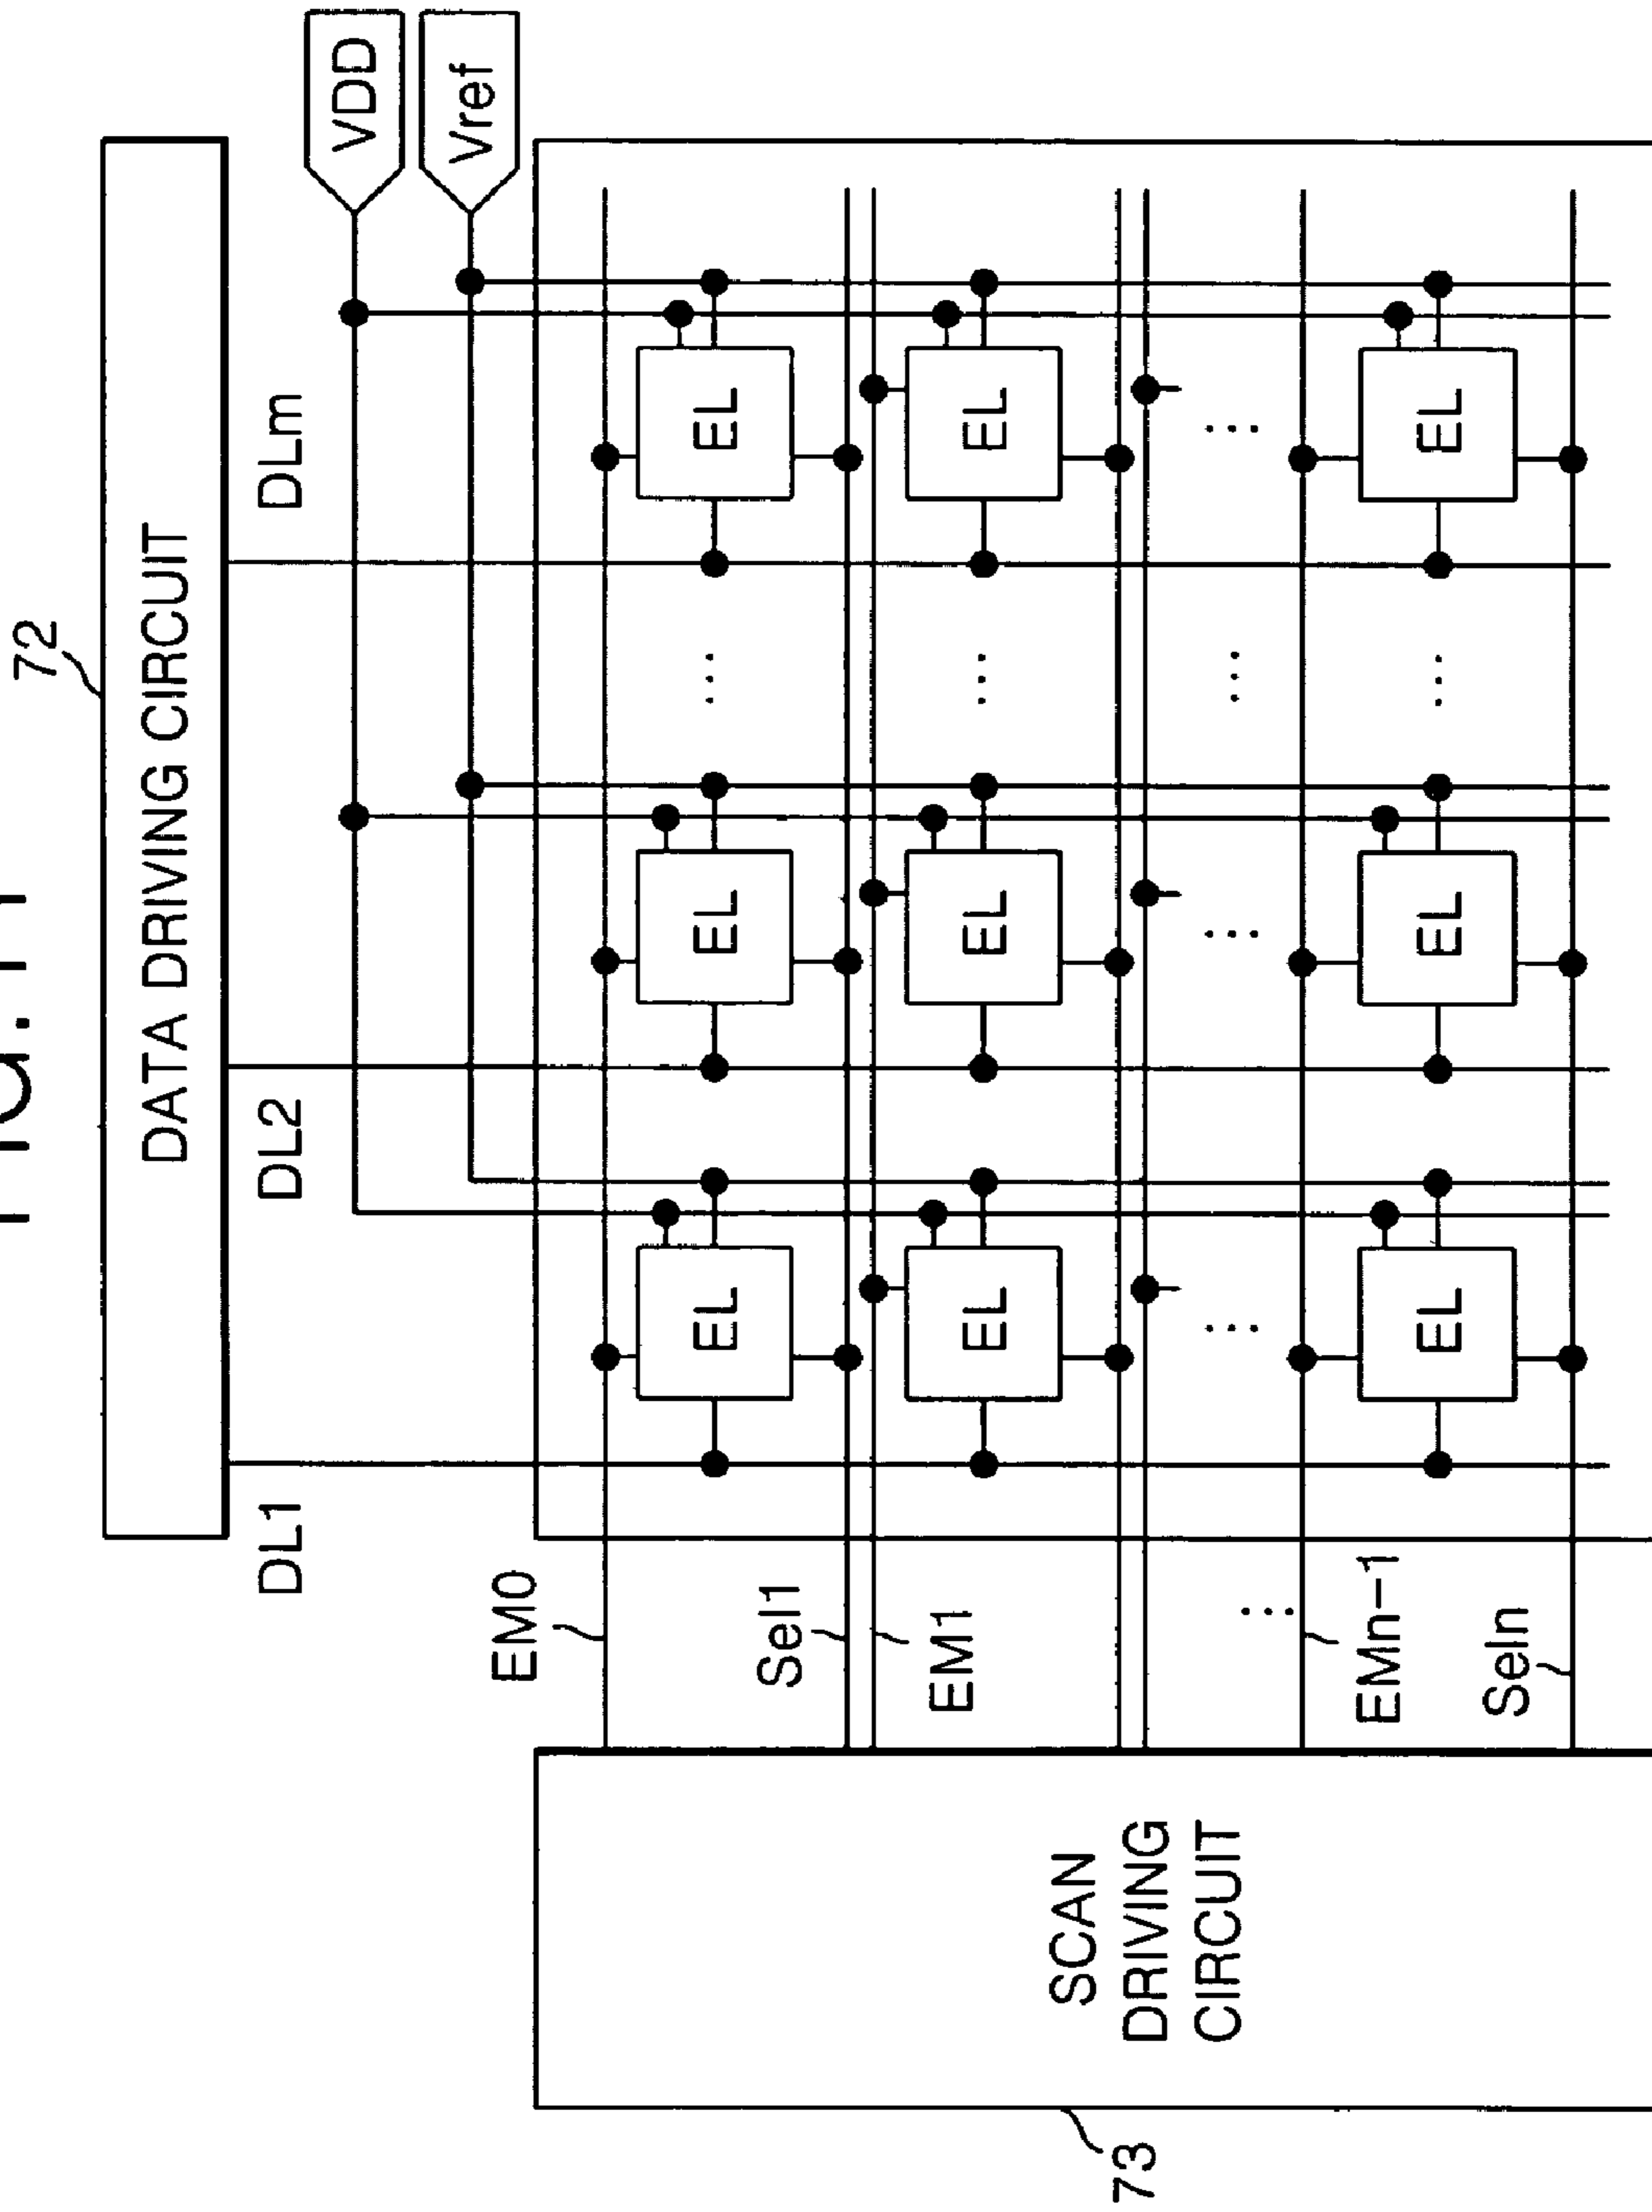 72
DATA DRIVING CIRCUIT
DL1
DL2
DLm
VDD
Vref
EM0
Sel1
EM1
EMn-1
Seln
EL
EL
...
EL
EL
EL
...
EL
...
...
...
...
...
EL
EL
...
EL
SCAN
DRIVING
CIRCUIT
73